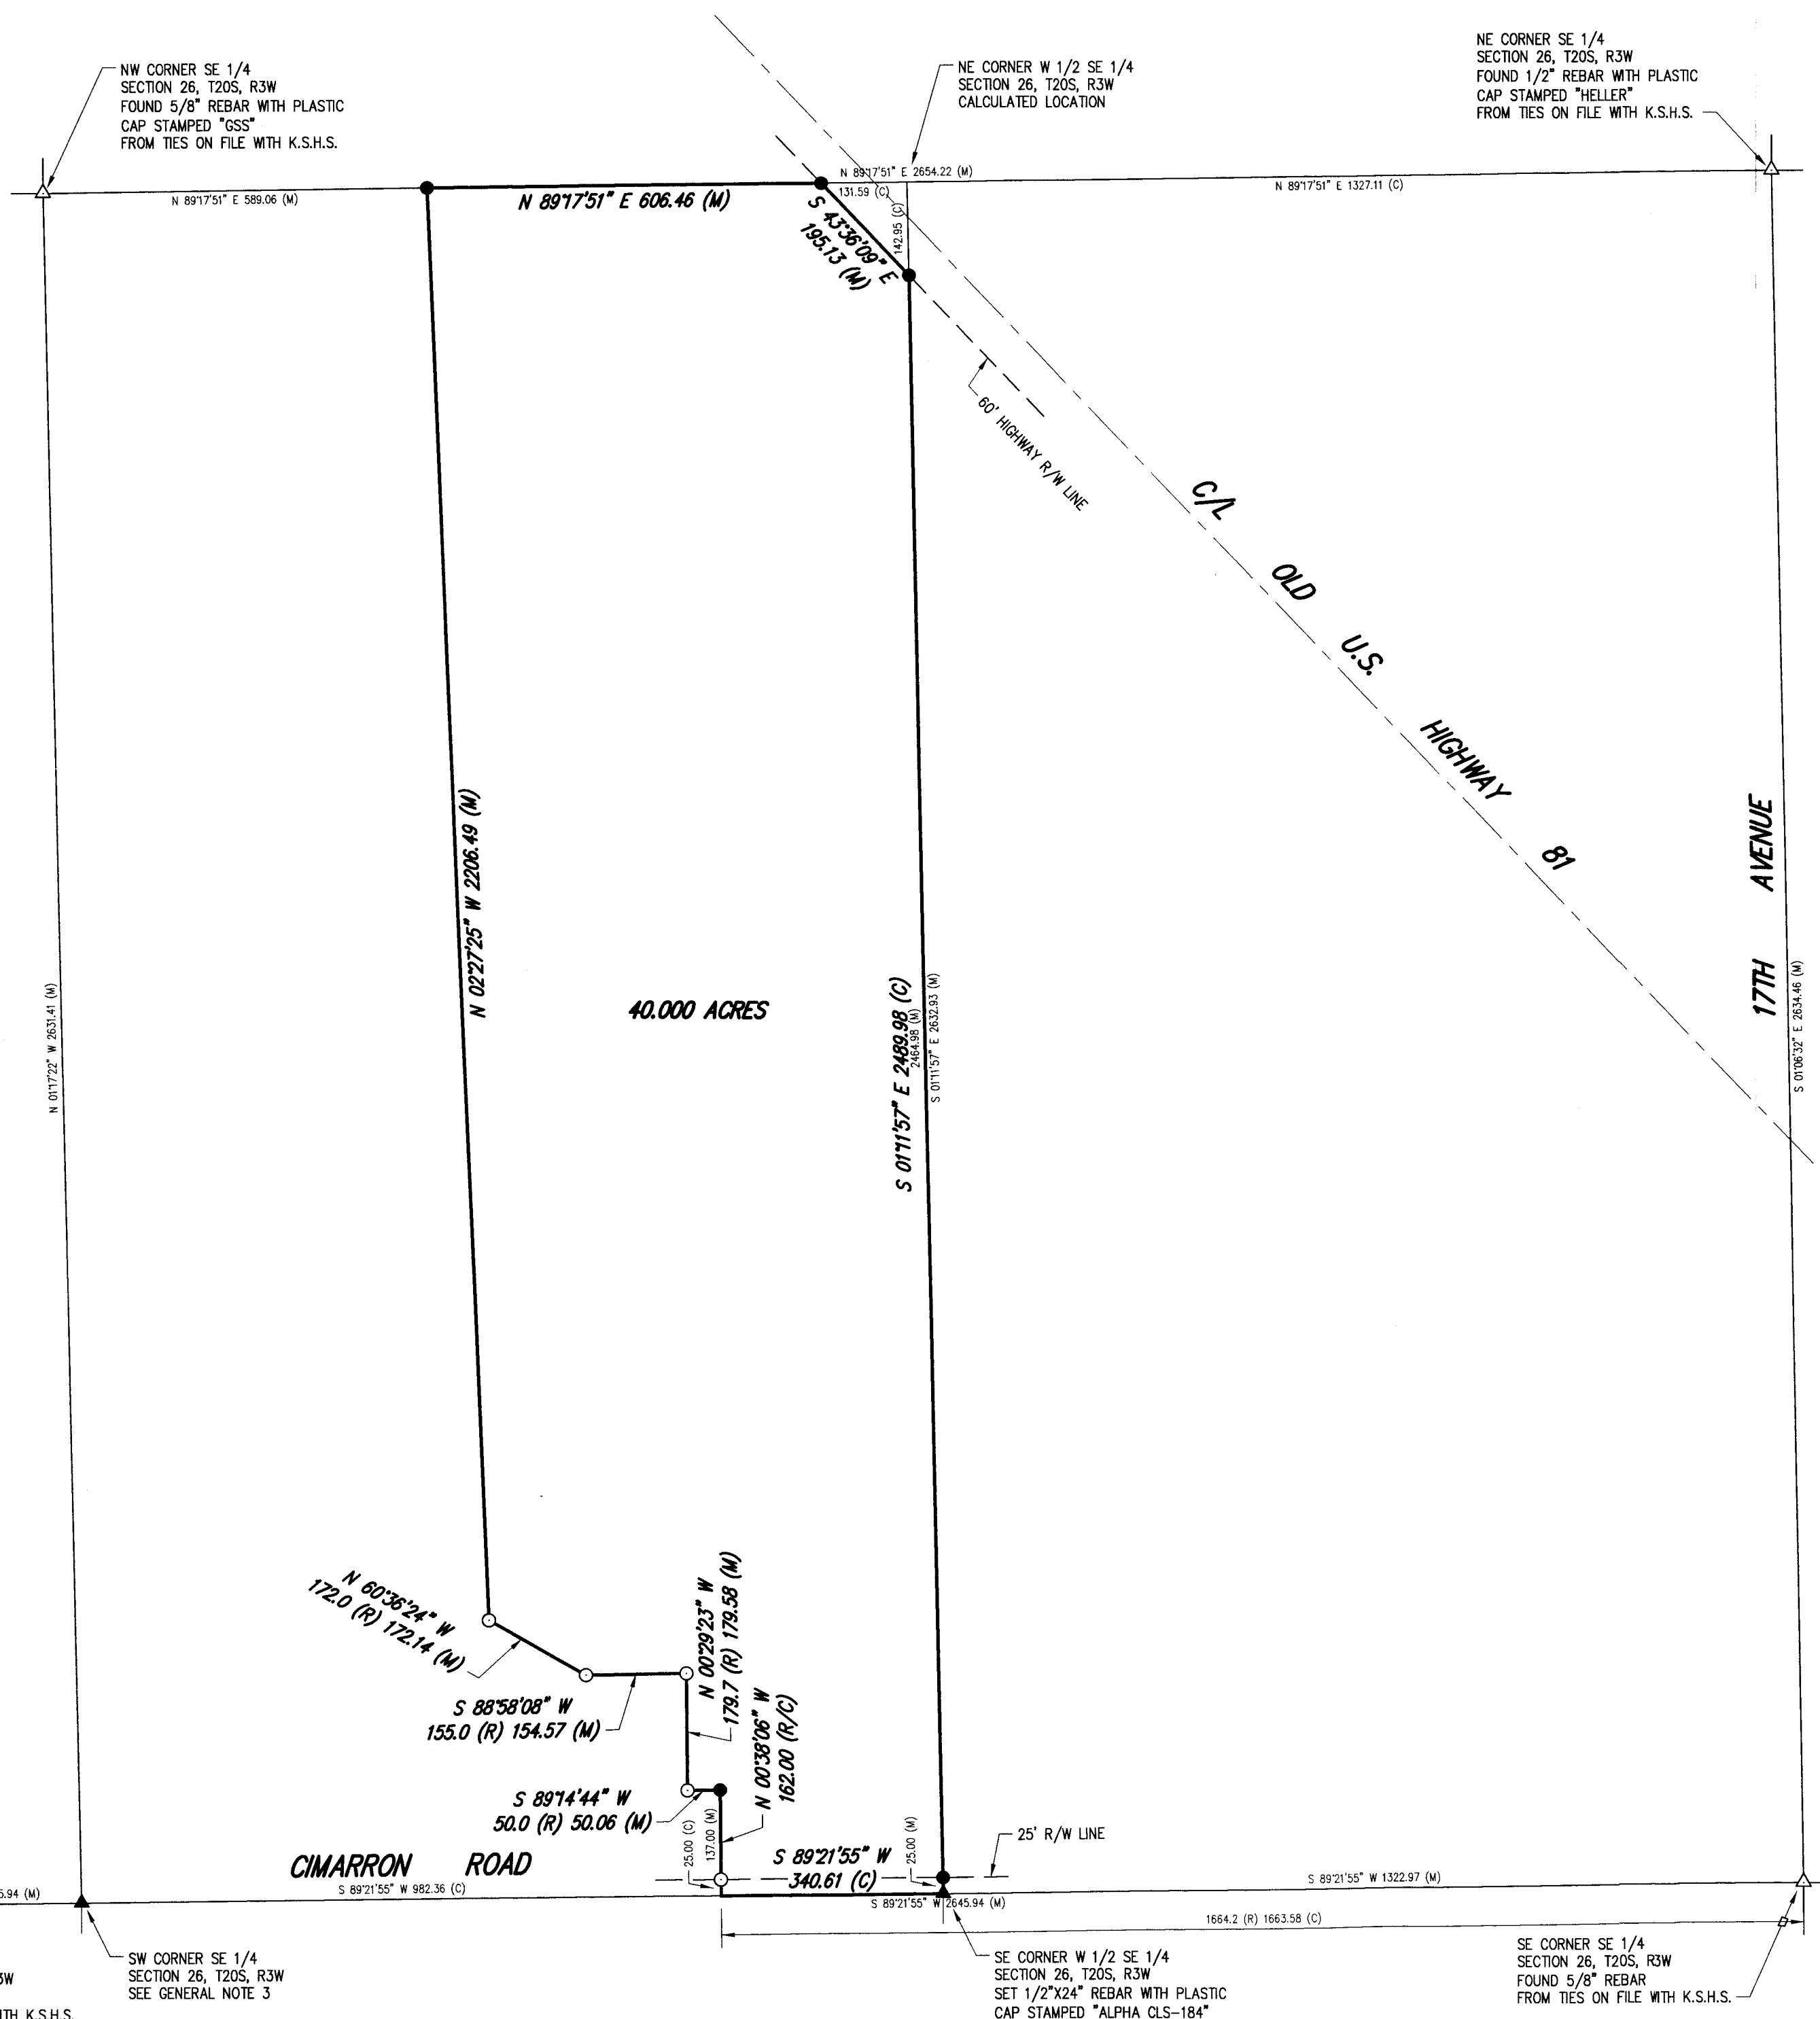 NW CORNER SE 1/4
SECTION 26, T20S, R3W
FOUND 5/8" REBAR WITH PLASTIC
CAP STAMPED "GSS"
FROM TIES ON FILE WITH K.S.H.S.
NE CORNER W 1/2 SE 1/4
SECTION 26, T20S, R3W
CALCULATED LOCATION
NE CORNER SE 1/4
SECTION 26, T20S, R3W
FOUND 1/2" REBAR WITH PLASTIC
CAP STAMPED "HELLER"
FROM TIES ON FILE WITH K.S.H.S.
N 89°17'51" E 2654.22 (M)
N 89°17'51" E 589.06 (M)
N 89°17'51" E 606.46 (M)
131.59 (C)
N 89°17'51" E 1327.11 (C)
142.95 (C)
S 43°36'09" E
195.13 (M)
60' HIGHWAY R/W LINE
C/L OLD U.S. HIGHWAY 81
17TH AVENUE
N 02°27'25" W 2206.49 (M)
40.000 ACRES
S 01°11'57" E 2489.98 (C)
2464.98 (M)
S 01°11'57" E 2632.93 (M)
N 01°17'22" W 2631.41 (M)
S 01°06'32" E 2634.46 (M)
N 60°36'24" W
172.0 (R) 172.14 (M)
S 88°58'08" W
155.0 (R) 154.57 (M)
N 00°29'23" W
179.7 (R) 179.58 (M)
N 00°38'06" W
162.00 (R/C)
S 89°14'44" W
50.0 (R) 50.06 (M)
25.00 (C)
137.00 (M)
S 89°21'55" W
340.61 (C)
25.00 (M)
25' R/W LINE
CIMARRON ROAD
5.94 (M)
S 89°21'55" W 982.36 (C)
S 89°21'55" W 2645.94 (M)
S 89°21'55" W 1322.97 (M)
1664.2 (R) 1663.58 (C)
3W
ITH K.S.H.S.
SW CORNER SE 1/4
SECTION 26, T20S, R3W
SEE GENERAL NOTE 3
SE CORNER W 1/2 SE 1/4
SECTION 26, T20S, R3W
SET 1/2"X24" REBAR WITH PLASTIC
CAP STAMPED "ALPHA CLS-184"
SE CORNER SE 1/4
SECTION 26, T20S, R3W
FOUND 5/8" REBAR
FROM TIES ON FILE WITH K.S.H.S.